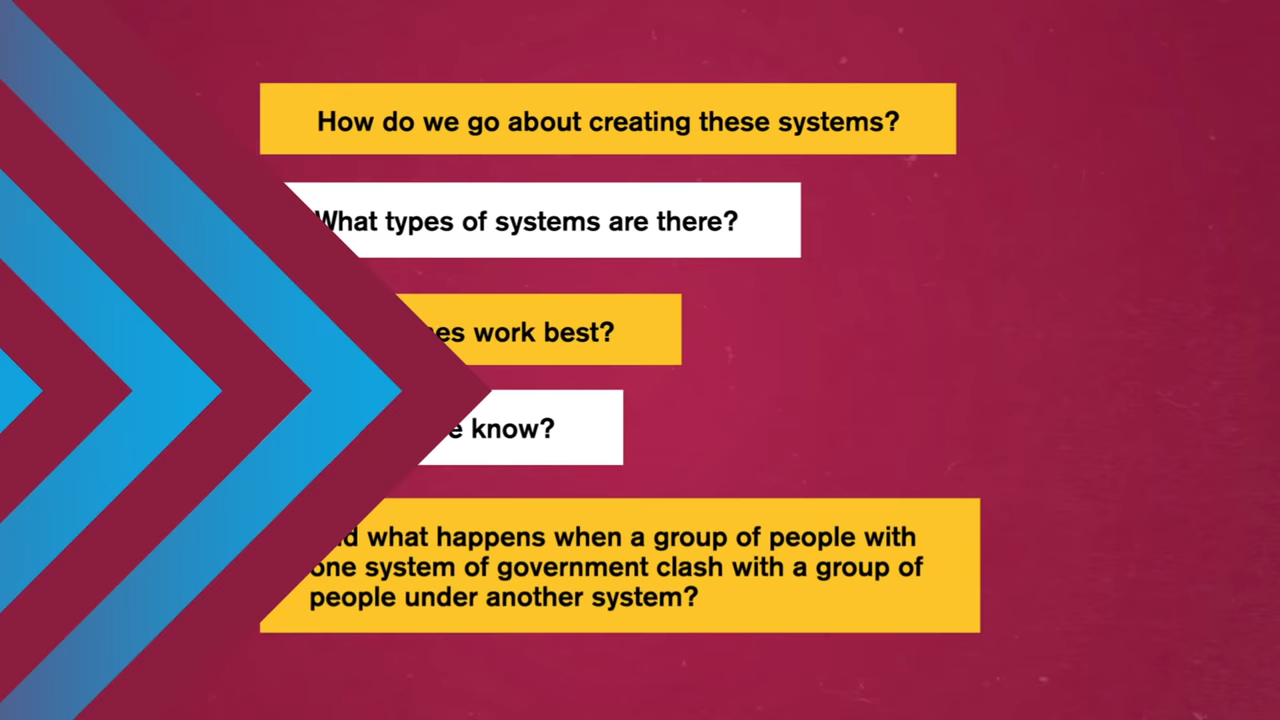 How do we go about creating these systems?
What types of systems are there?
work best?
know?
what happens when a group of people with
one system of government clash with a group of
people under another system?